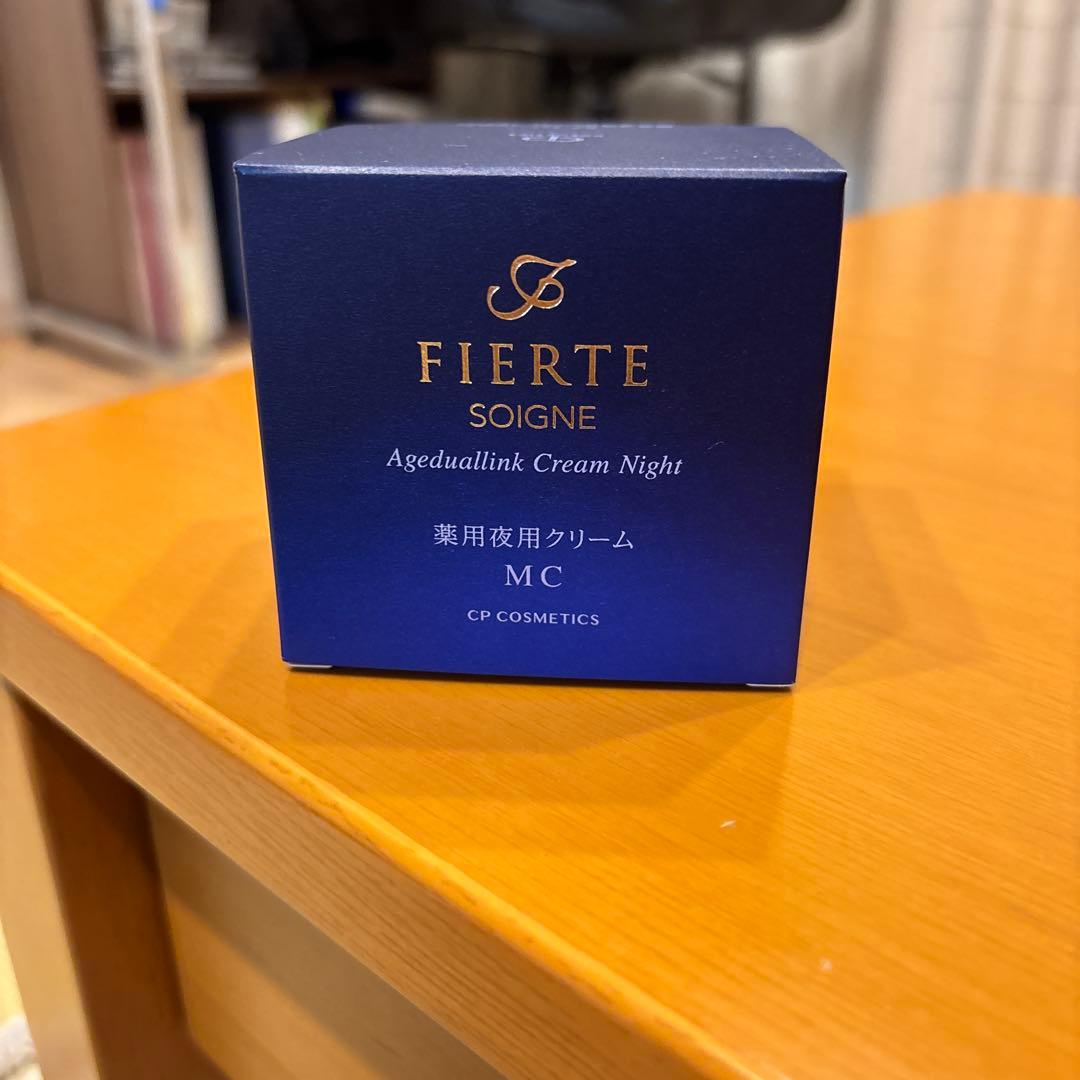 FIERTE
SOIGNE
Ageduallink Cream Night
薬用夜用クリーム
MC
CP COSMETICS